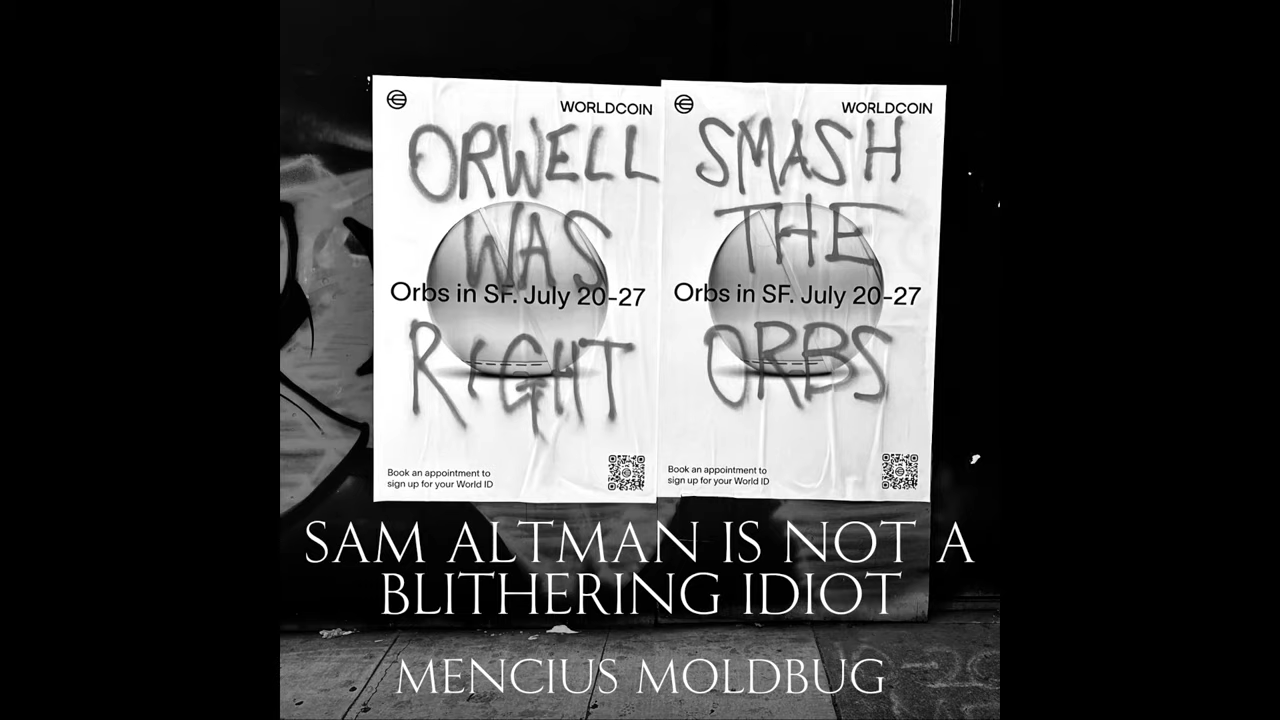 WORLDCOIN
ORWELL
WAS
Orbs in SF. July 20-27
RIGHT
Book an appointment to
sign up for your World ID
WORLDCOIN
SMASH
THE
Orbs in SF. July 20-27
ORBS
Book an appointment to
sign up for your World ID
SAM ALTMAN IS NOT A
BLITHERING IDIOT
MENCIUS MOLDBUG